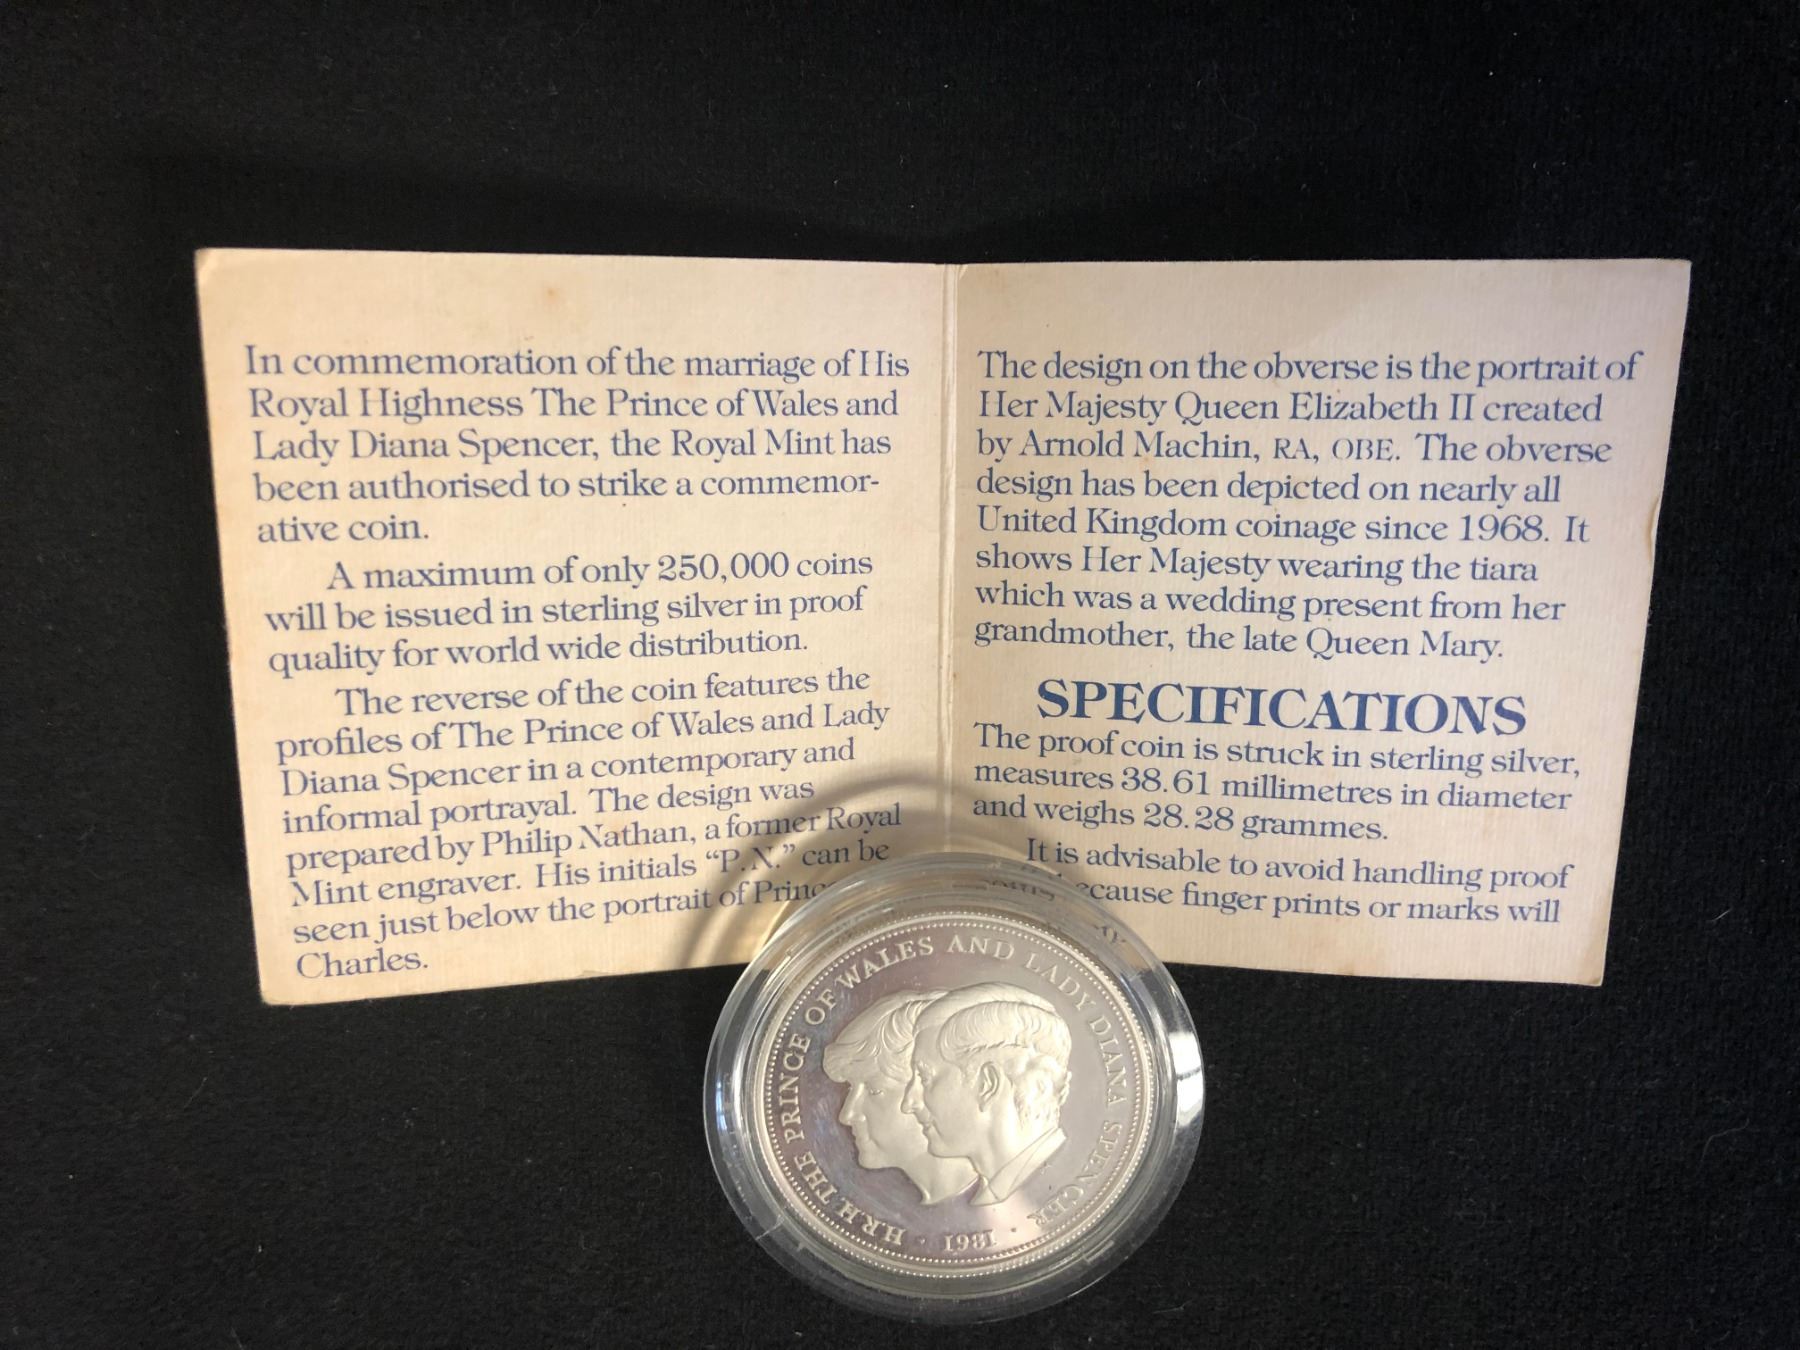 In commemoration of the marriage of His
Royal Highness The Prince of Wales and
Lady Diana Spencer, the Royal Mint has
been authorised to strike a commemor-
ative coin.
A maximum of only 250,000 coins
will be issued in sterling silver in proof
quality for world wide distribution.
The reverse of the coin features the
profiles of The Prince of Wales and Lady
Diana Spencer in a contemporary and
informal portrayal. The design was
prepared by Philip Nathan, a former Royal
Mint engraver. His initials "P.N." can be
seen just below the portrait of
Charles.
The design on the obverse is the portrait of
Her Majesty Queen Elizabeth II created
by Arnold Machin, RA, OBE. The obverse
design has been depicted on nearly all
United Kingdom coinage since 1968. It
shows Her Majesty wearing the tiara
which was a wedding present from her
grandmother, the late Queen Mary.
SPECIFICATIONS
The proof coin is struck in sterling silver,
measures 38.61 millimetres in diameter
and weighs 28.28 grammes.
It is advisable to avoid handling proof
because finger prints or marks will
H.R.H. THE PRINCE OF WALES AND LADY DIANA SPENCER
· 1981 ·